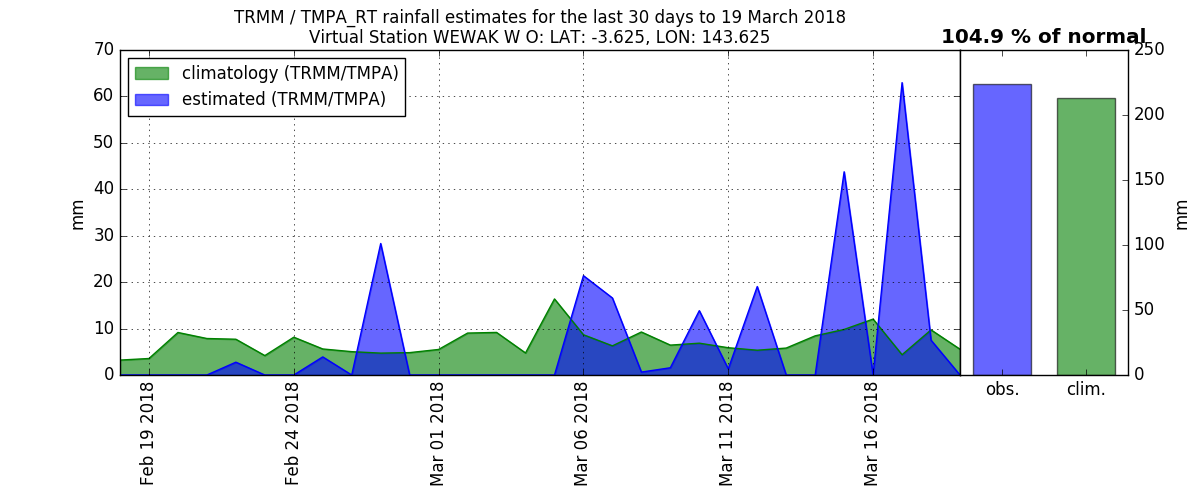 TRMM / TMPA_RT rainfall estimates for the last 30 days to 19 March 2018
Virtual Station WEWAK W O: LAT: -3.625, LON: 143.625
104.9 % of normal
climatology (TRMM/TMPA)
estimated (TRMM/TMPA)
mm
70
60
50
40
30
20
10
0
Feb 19 2018
Feb 24 2018
Mar 01 2018
Mar 06 2018
Mar 11 2018
Mar 16 2018
obs.
clim.
250
200
150
100
50
0
mm